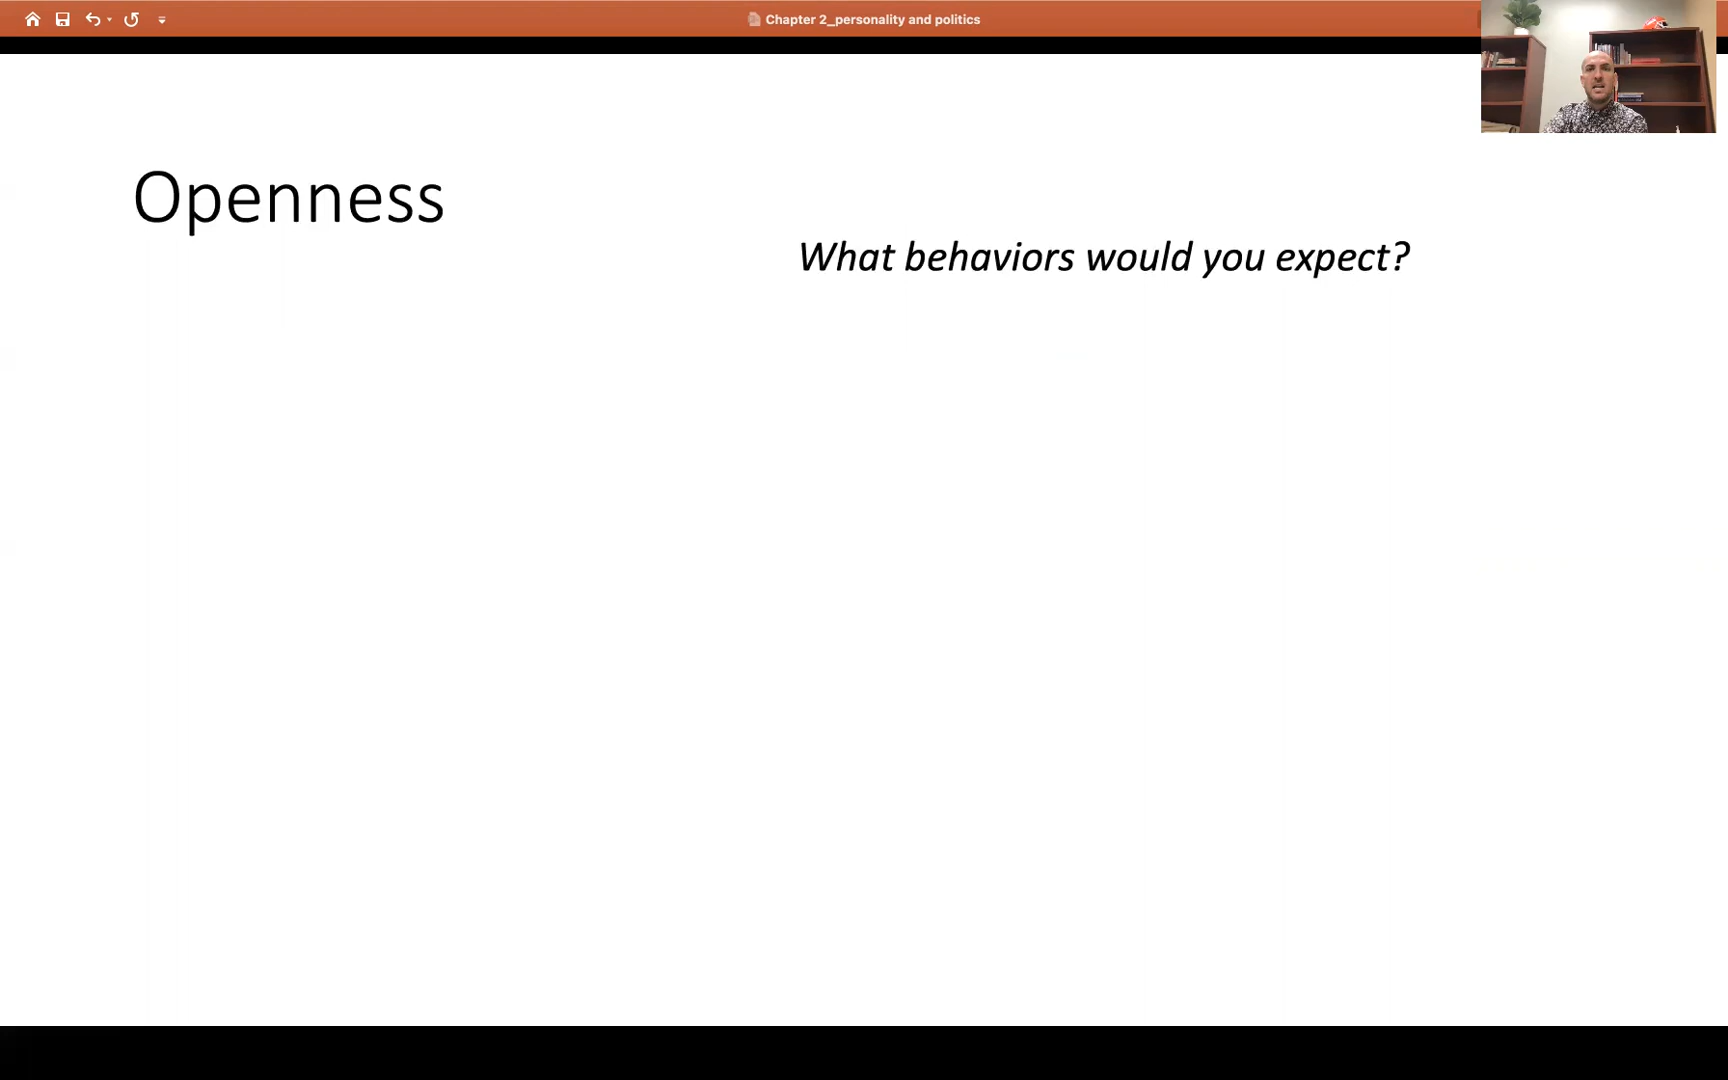 Chapter 2_personality and politics
Openness
What behaviors would you expect?